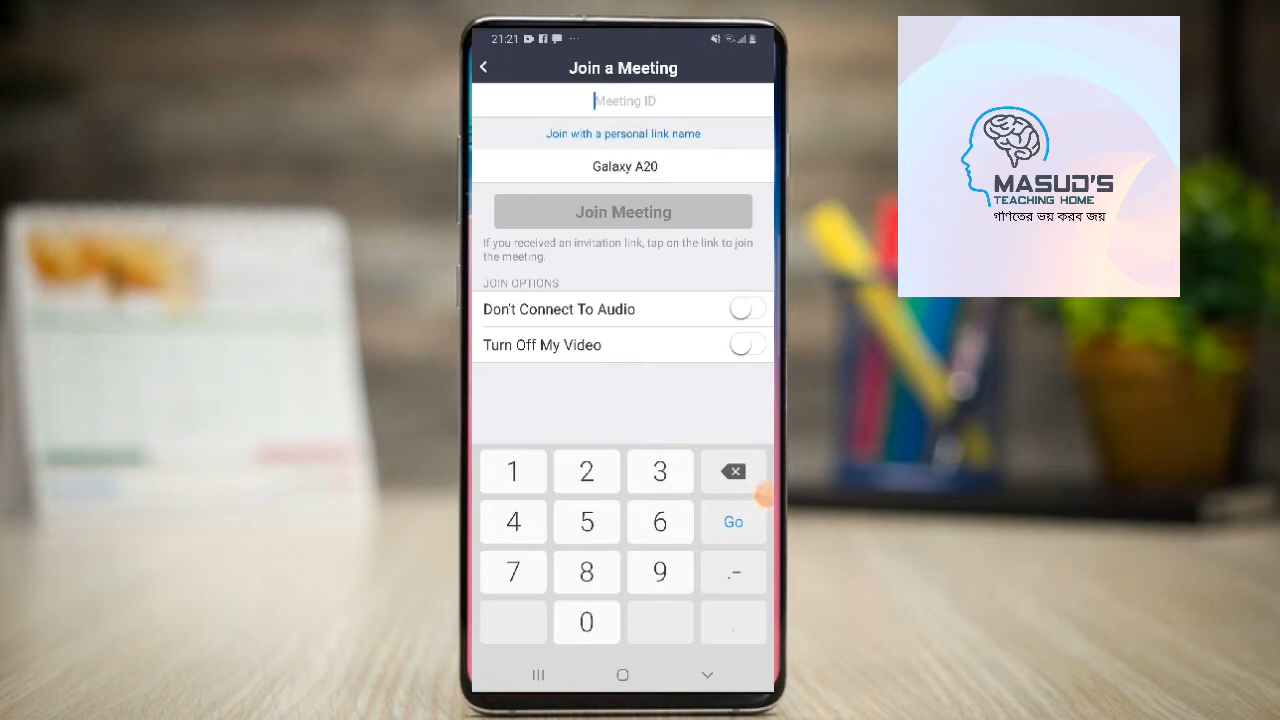 21:21
Join a Meeting
Meeting ID
Join with a personal link name
Galaxy A20
Join Meeting
If you received an invitation link, tap on the link to join
the meeting.
JOIN OPTIONS
Don't Connect To Audio
Turn Off My Video
1 2 3
4 5 6 Go
7 8 9 .-
0 ,
MASUD'S
TEACHING HOME
গণিতের ভয় করব জয়